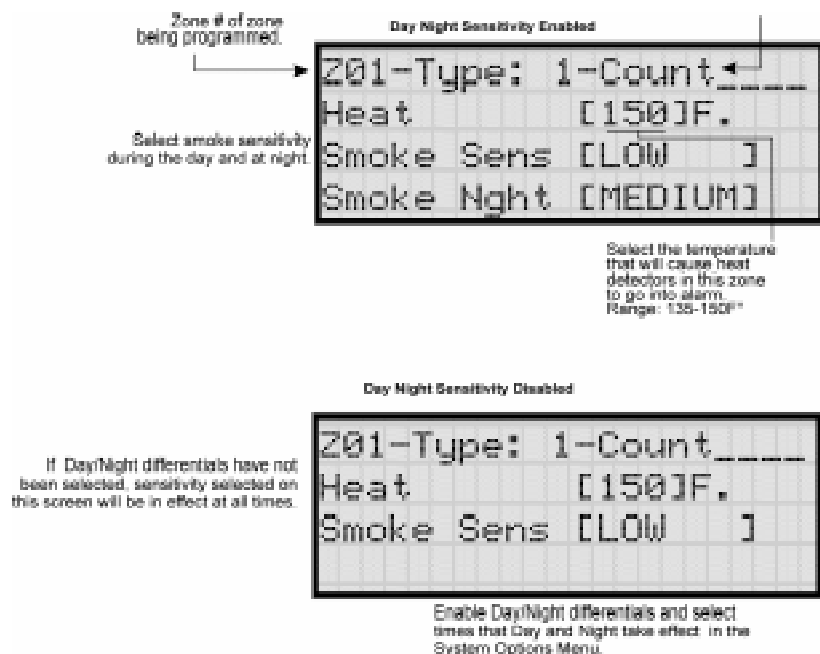 Zone # of zone
being programmed.
Day Night Sensitivity Enabled
Z01-Type: 1-Count____
Heat [150]F.
Smoke Sens [LOW ]
Smoke Nght [MEDIUM]
Select smoke sensitivity
during the day and at night.
Select the temperature
that will cause heat
detectors in this zone
to go into alarm.
Range: 135-150F°
Day Night Sensitivity Disabled
Z01-Type: 1-Count____
Heat [150]F.
Smoke Sens [LOW ]
If Day/Night differentials have not
been selected, sensitivity selected on
this screen will be in effect at all times.
Enable Day/Night differentials and select
times that Day and Night take effect in the
System Options Menu.